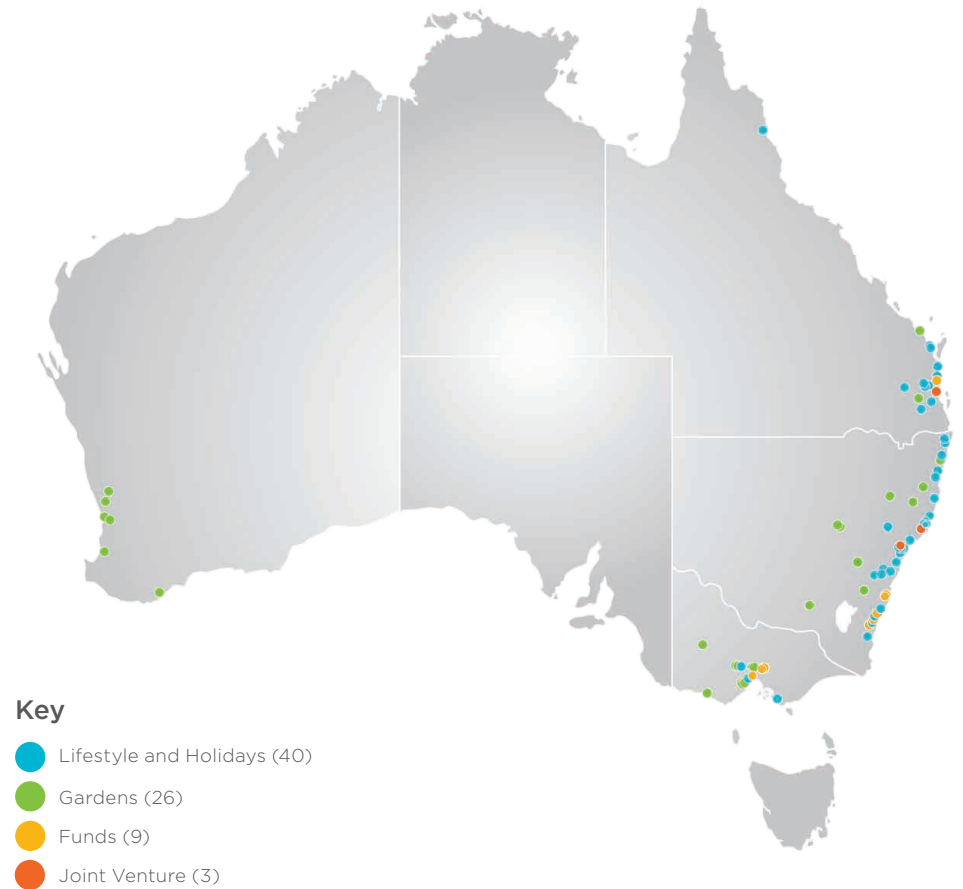 Key
Lifestyle and Holidays (40)
Gardens (26)
Funds (9)
Joint Venture (3)